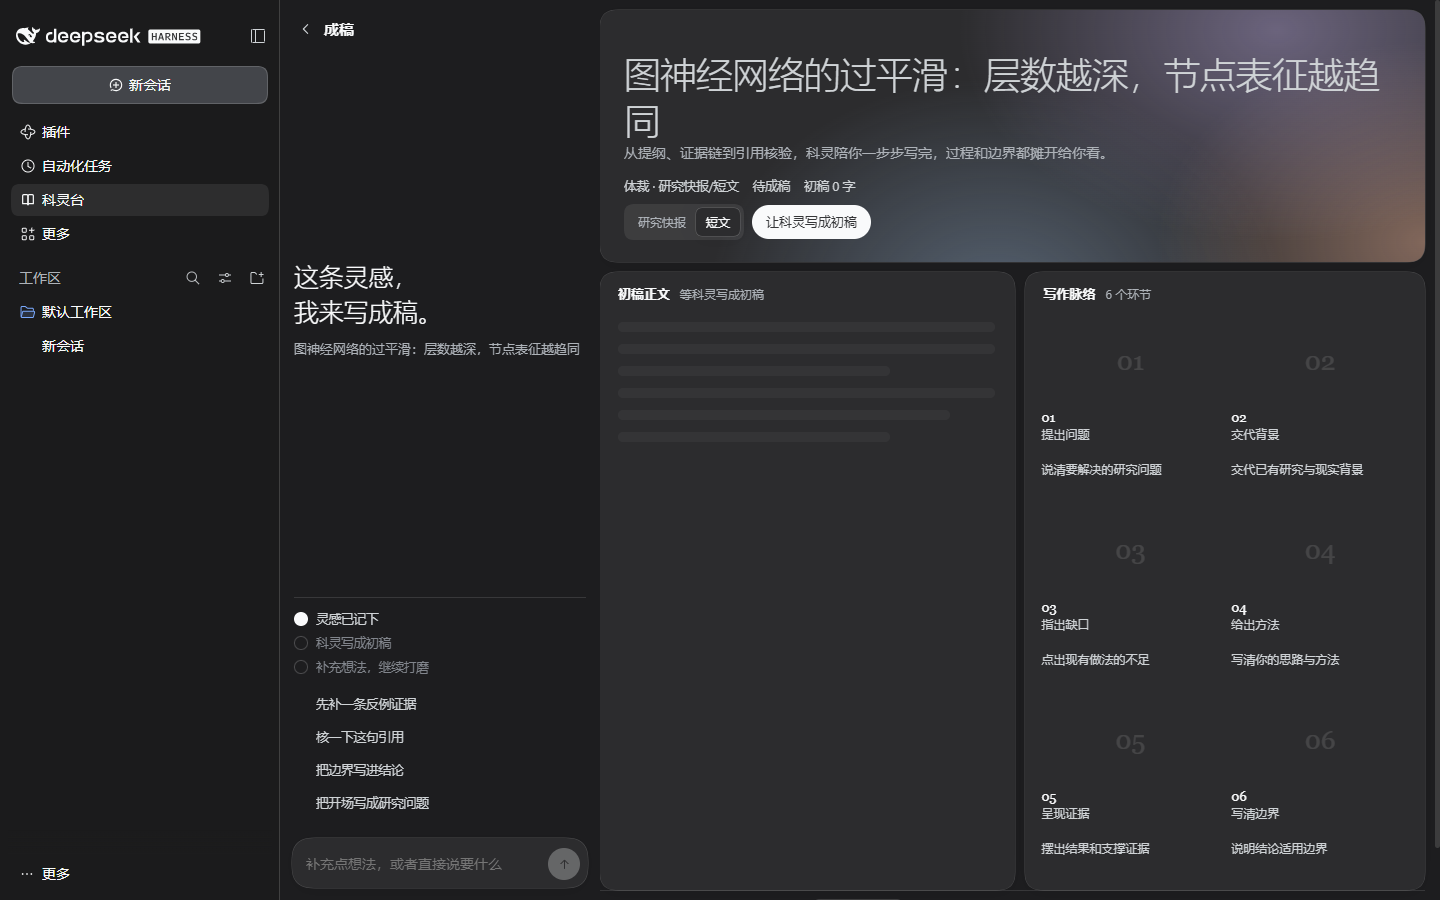 deepseek HARNESS
新会话
插件
自动化任务
科灵台
更多
工作区
默认工作区
新会话
更多
成稿
这条灵感，
我来写成稿。
图神经网络的过平滑：层数越深，节点表征越趋同
灵感已记下
科灵写成初稿
补充想法，继续打磨
先补一条反例证据
核一下这句引用
把边界写进结论
把开场写成研究问题
补充点想法，或者直接说要什么
图神经网络的过平滑：层数越深，节点表征越趋
同
从提纲、证据链到引用核验，科灵陪你一步步写完，过程和边界都摊开给你看。
体裁 · 研究快报/短文 待成稿 初稿 0 字
研究快报 短文 让科灵写成初稿
初稿正文 等科灵写成初稿
写作脉络 6 个环节
01 02
01 02
提出问题 交代背景
说清要解决的研究问题 交代已有研究与现实背景
03 04
03 04
指出缺口 给出方法
点出现有做法的不足 写清你的思路与方法
05 06
05 06
呈现证据 写清边界
摆出结果和支撑证据 说明结论适用边界